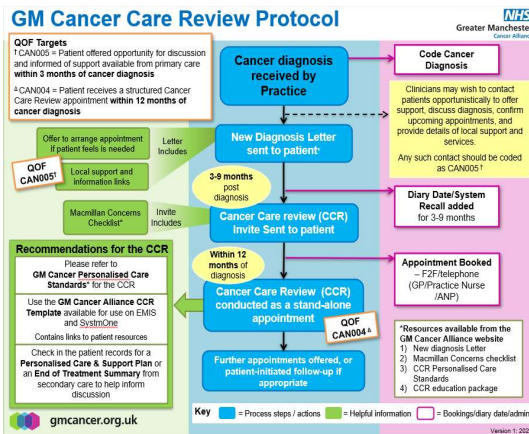 GM Cancer Care Review Protocol
NHS
Greater Manchester
Cancer Alliance
QOF Targets
† CAN005 = Patient offered opportunity for discussion
and informed of support available from primary care
within 3 months of cancer diagnosis
Δ CAN004 = Patient receives a structured Cancer
Care Review appointment within 12 months of
cancer diagnosis
Cancer diagnosis
received by
Practice
Code Cancer
Diagnosis
Clinicians may wish to contact
patients opportunistically to offer
support, discuss diagnosis, confirm
upcoming appointments, and
provide details of local support and
services.
Any such contact should be coded
as CAN005 †
Offer to arrange appointment
if patient feels is needed
Local support and
information links
QOF
CAN005†
Letter
Includes
New Diagnosis Letter
sent to patient*
3-9 months
post
diagnosis
Diary Date/System
Recall added
for 3-9 months
Macmillan Concerns
Checklist*
Invite
Includes
Cancer Care review (CCR)
Invite Sent to patient
Within 12
months of
diagnosis
Appointment Booked
– F2F/telephone
(GP/Practice Nurse
/ANP)
Recommendations for the CCR
Please refer to
GM Cancer Personalised Care
Standards* for the CCR
Use the GM Cancer Alliance CCR
Template available for use on EMIS
and SystmOne
Contains links to patient resources
Check in the patient records for a
Personalised Care & Support Plan or
an End of Treatment Summary from
secondary care to help inform
discussion
Cancer Care Review (CCR)
conducted as a stand-alone
appointment
QOF
CAN004 Δ
Further appointments offered, or
patient-initiated follow-up if
appropriate
*Resources available from the
GM Cancer Alliance website
1) New diagnosis Letter
2) Macmillan Concerns checklist
3) CCR Personalised Care
Standards
4) CCR education package
gmcancer.org.uk
Key
= Process steps / actions
= Helpful information
= Bookings/diary date/admin
Version 1: 202